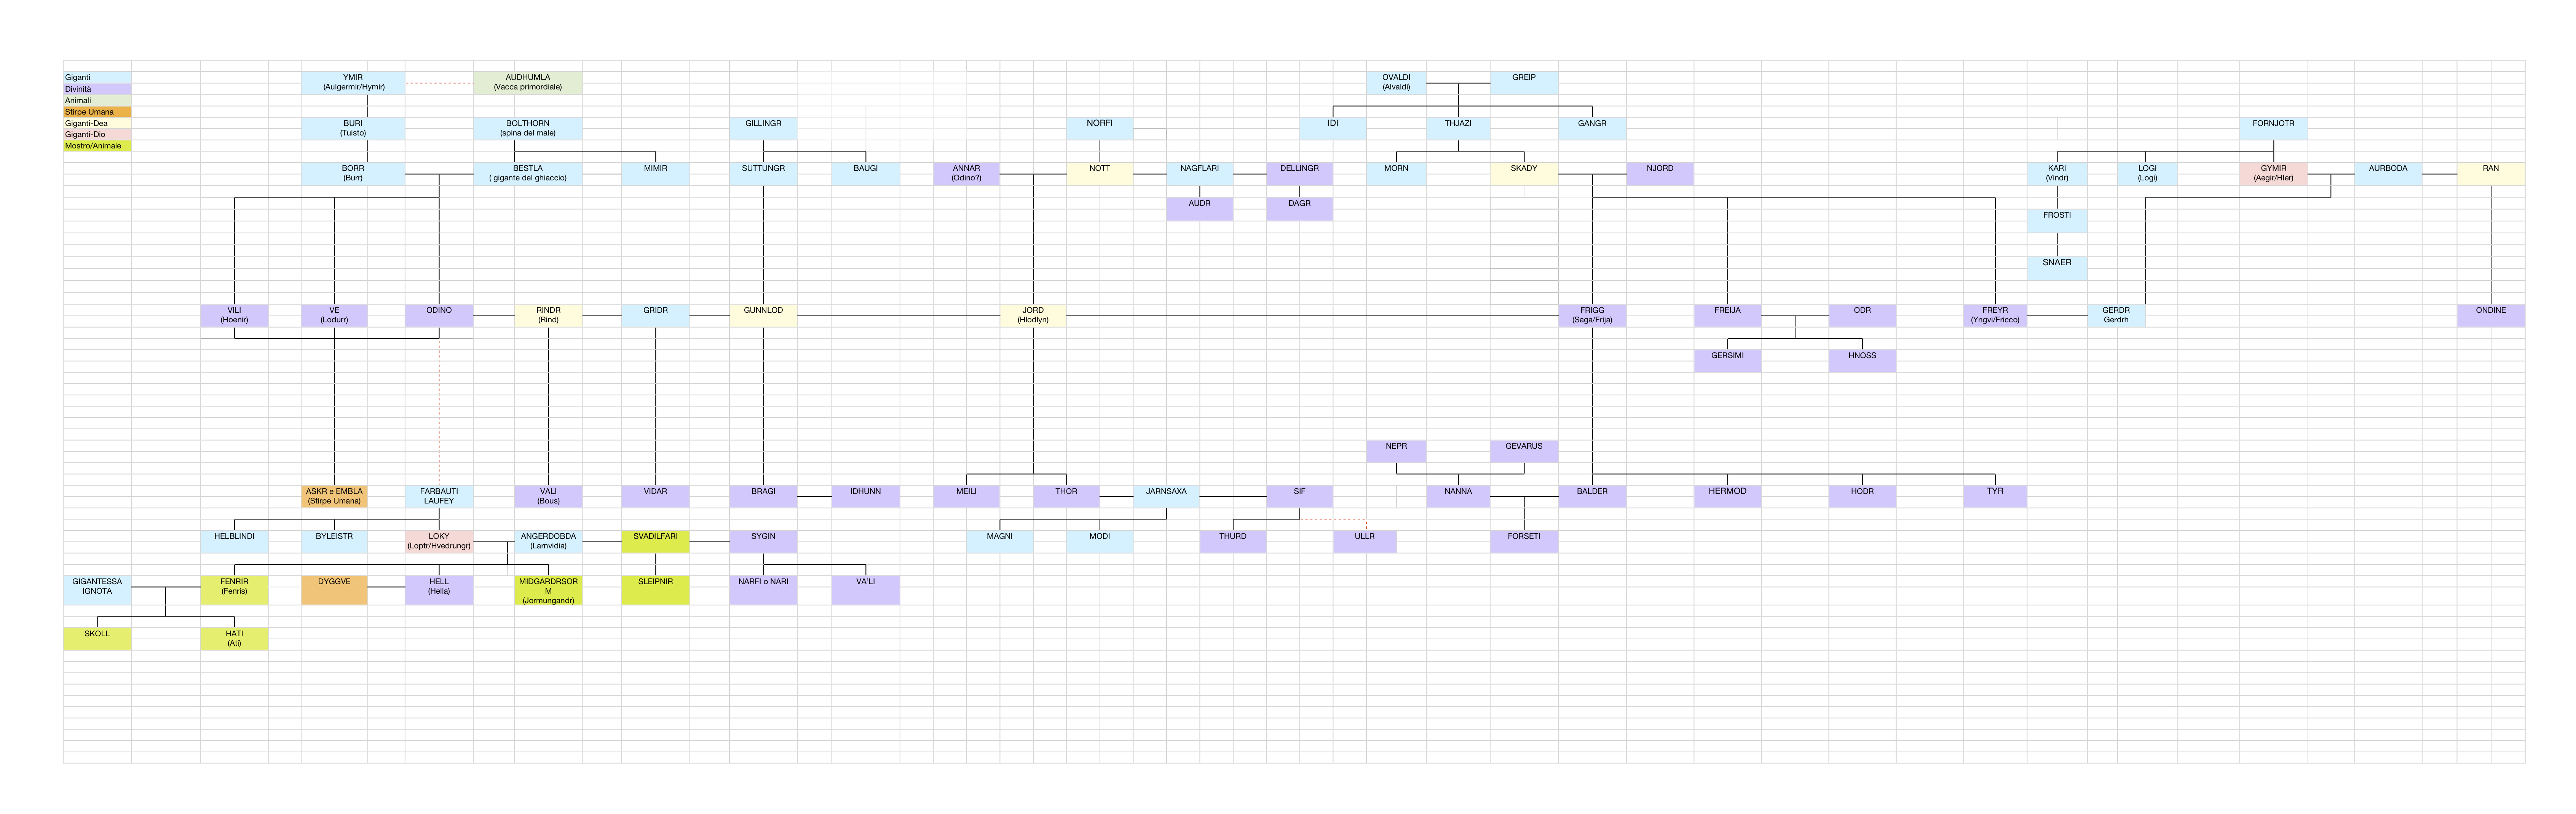 Giganti
Divinità
Animali
Stirpe Umana
Giganti-Dea
Giganti-Dio
Mostro/Animale
YMIR
(Aulgermir/Hymir)
AUDHUMLA
(Vacca primordiale)
OVALDI
(Alvaldi)
GREIP
BURI
(Tuisto)
BOLTHORN
(spina del male)
GILLINGR
NORFI
IDI
THJAZI
GANGR
FORNJOTR
BORR
(Burr)
BESTLA
( gigante del ghiaccio)
MIMIR
SUTTUNGR
BAUGI
ANNAR
(Odino?)
NOTT
NAGFLARI
DELLINGR
MORN
SKADY
NJORD
KARI
(Vindr)
LOGI
(Logi)
GYMIR
(Aegir/Hler)
AURBODA
RAN
AUDR
DAGR
FROSTI
SNAER
VILI
(Hoenir)
VE
(Lodurr)
ODINO
RINDR
(Rind)
GRIDR
GUNNLOD
JORD
(Hlodlyn)
FRIGG
(Saga/Frija)
FREIJA
ODR
FREYR
(Yngvi/Fricco)
GERDR
Gerdrh
ONDINE
GERSIMI
HNOSS
NEPR
GEVARUS
ASKR e EMBLA
(Stirpe Umana)
FARBAUTI
LAUFEY
VALI
(Bous)
VIDAR
BRAGI
IDHUNN
MEILI
THOR
JARNSAXA
SIF
NANNA
BALDER
HERMOD
HODR
TYR
HELBLINDI
BYLEISTR
LOKY
(Loptr/Hvedrungr)
ANGERDOBDA
(Lamvidia)
SVADILFARI
SYGIN
MAGNI
MODI
THURD
ULLR
FORSETI
GIGANTESSA
IGNOTA
FENRIR
(Fenris)
DYGGVE
HELL
(Hella)
MIDGARDRSOR
M
(Jormungandr)
SLEIPNIR
NARFI o NARI
VA'LI
SKOLL
HATI
(Ati)